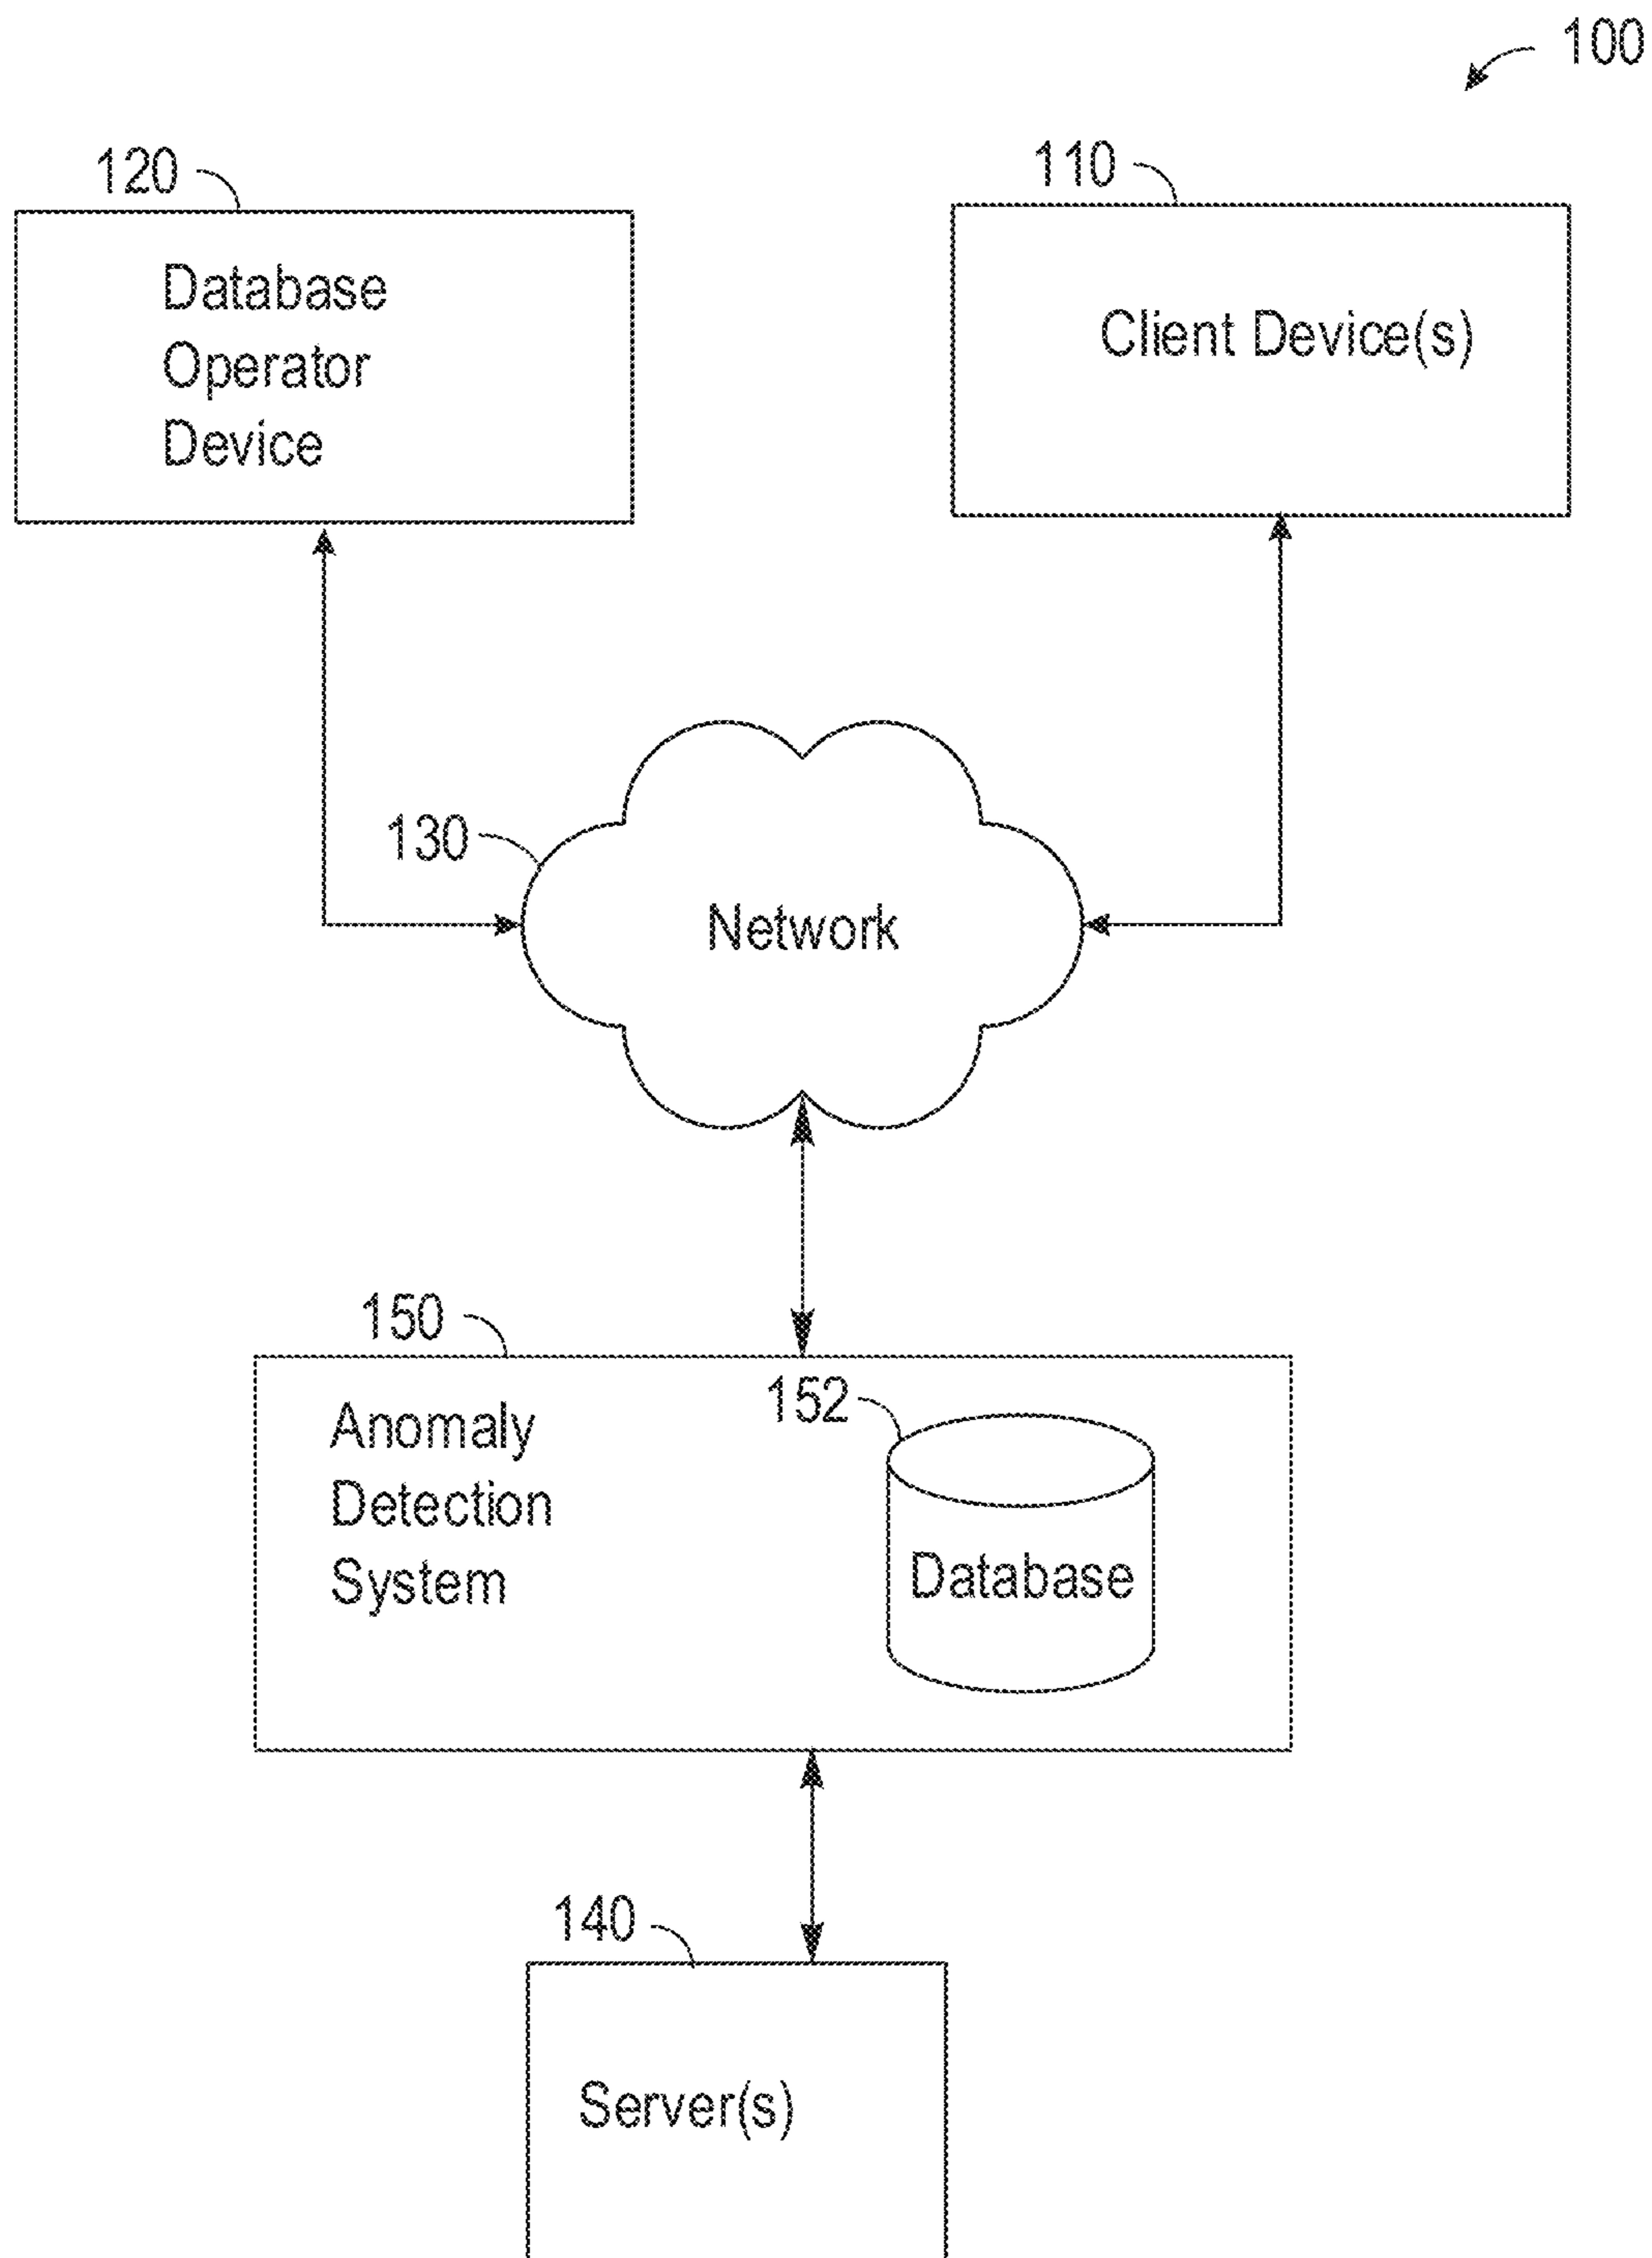 100
120
110
Database
Operator
Device
Client Device(s)
130
Network
150
152
Anomaly
Detection
System
Database
140
Server(s)